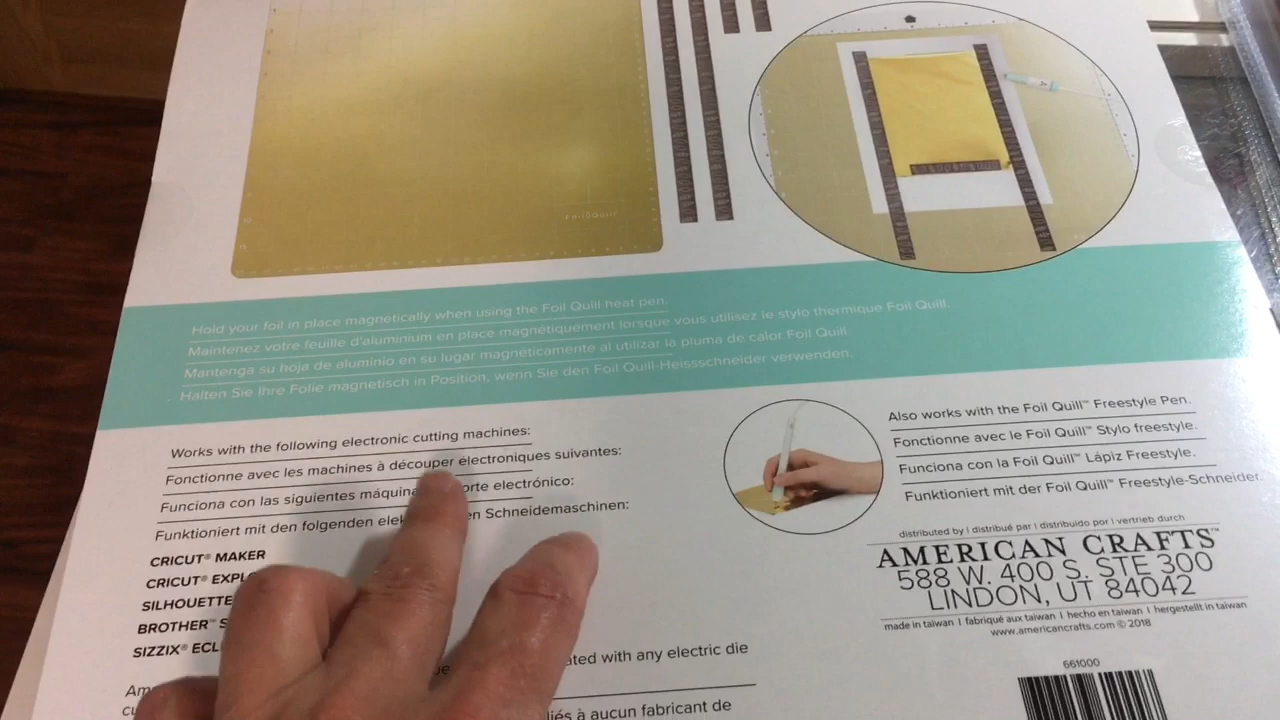 Foil Quill
Hold your foil in place magnetically when using the Foil Quill heat pen.
Maintenez votre feuille d'aluminium en place magnétiquement lorsque vous utilisez le stylo thermique Foil Quill.
Mantenga su hoja de aluminio en su lugar magnéticamente al utilizar la pluma de calor Foil Quill.
Halten Sie Ihre Folie magnetisch in Position, wenn Sie den Foil Quill-Heissschneider verwenden.
Works with the following electronic cutting machines:
Fonctionne avec les machines à découper électroniques suivantes:
Funciona con las siguientes máquina orte electrónico:
Funktioniert mit den folgenden elek en Schneidemaschinen:
CRICUT® MAKER
CRICUT® EXPLO
SILHOUETTE
BROTHER® S
SIZZIX® ECL
Also works with the Foil Quill™ Freestyle Pen.
Fonctionne avec le Foil Quill™ Stylo freestyle.
Funciona con la Foil Quill™ Lápiz Freestyle.
Funktioniert mit der Foil Quill™ Freestyle-Schneider.
distributed by | distribué par | distribuido por | vertrieb durch
AMERICAN CRAFTS™
588 W. 400 S. STE 300
LINDON, UT 84042
made in taiwan | fabriqué aux taiwan | hecho en taiwan | hergestellt in taiwan
www.americancrafts.com © 2018
661000
Am ated with any electric die
cu ue
liés à aucun fabricant de